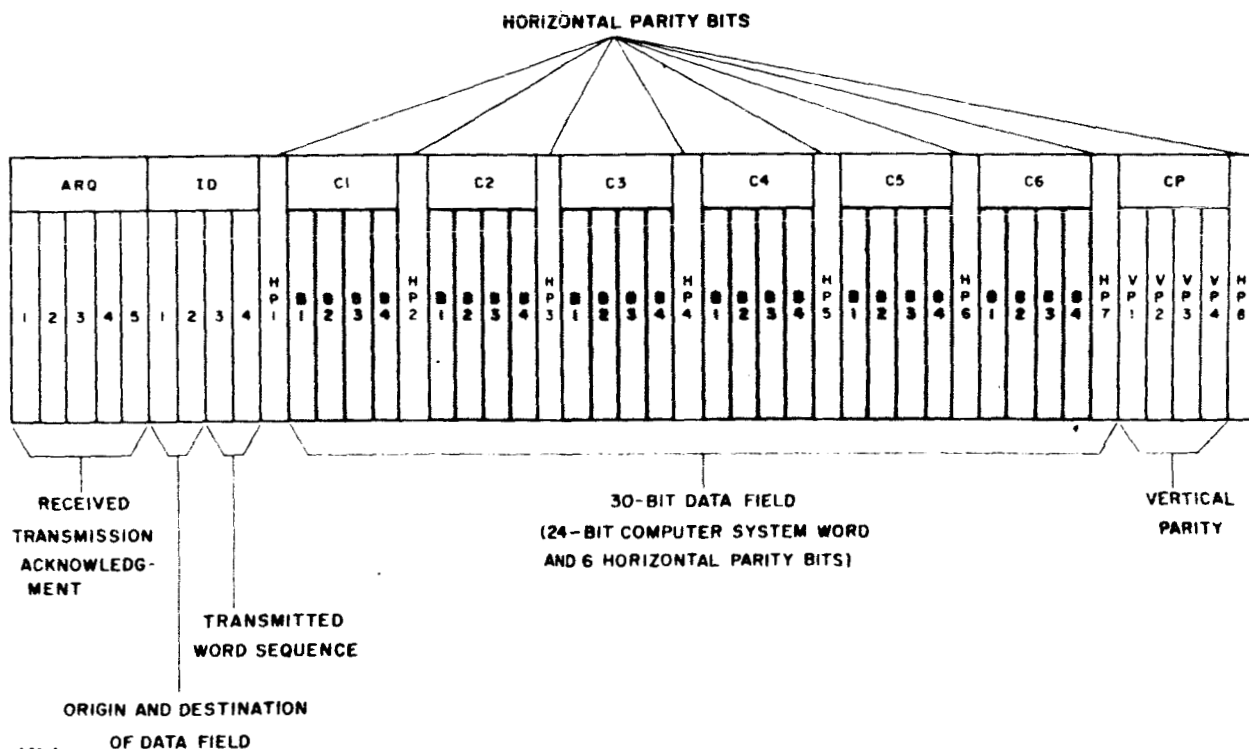 HORIZONTAL PARITY BITS
ARQ ID C1 C2 C3 C4 C5 C6 CP
1 2 3 4 5 1 2 3 4 HP1 B1 B2 B3 B4 HP2 B1 B2 B3 B4 HP3 B1 B2 B3 B4 HP4 B1 B2 B3 B4 HP5 B1 B2 B3 B4 HP6 B1 B2 B3 B4 HP7 VP1 VP2 VP3 VP4 HP8
RECEIVED
TRANSMISSION
ACKNOWLEDG-
MENT
30-BIT DATA FIELD
(24-BIT COMPUTER SYSTEM WORD
AND 6 HORIZONTAL PARITY BITS)
VERTICAL
PARITY
TRANSMITTED
WORD SEQUENCE
ORIGIN AND DESTINATION
OF DATA FIELD